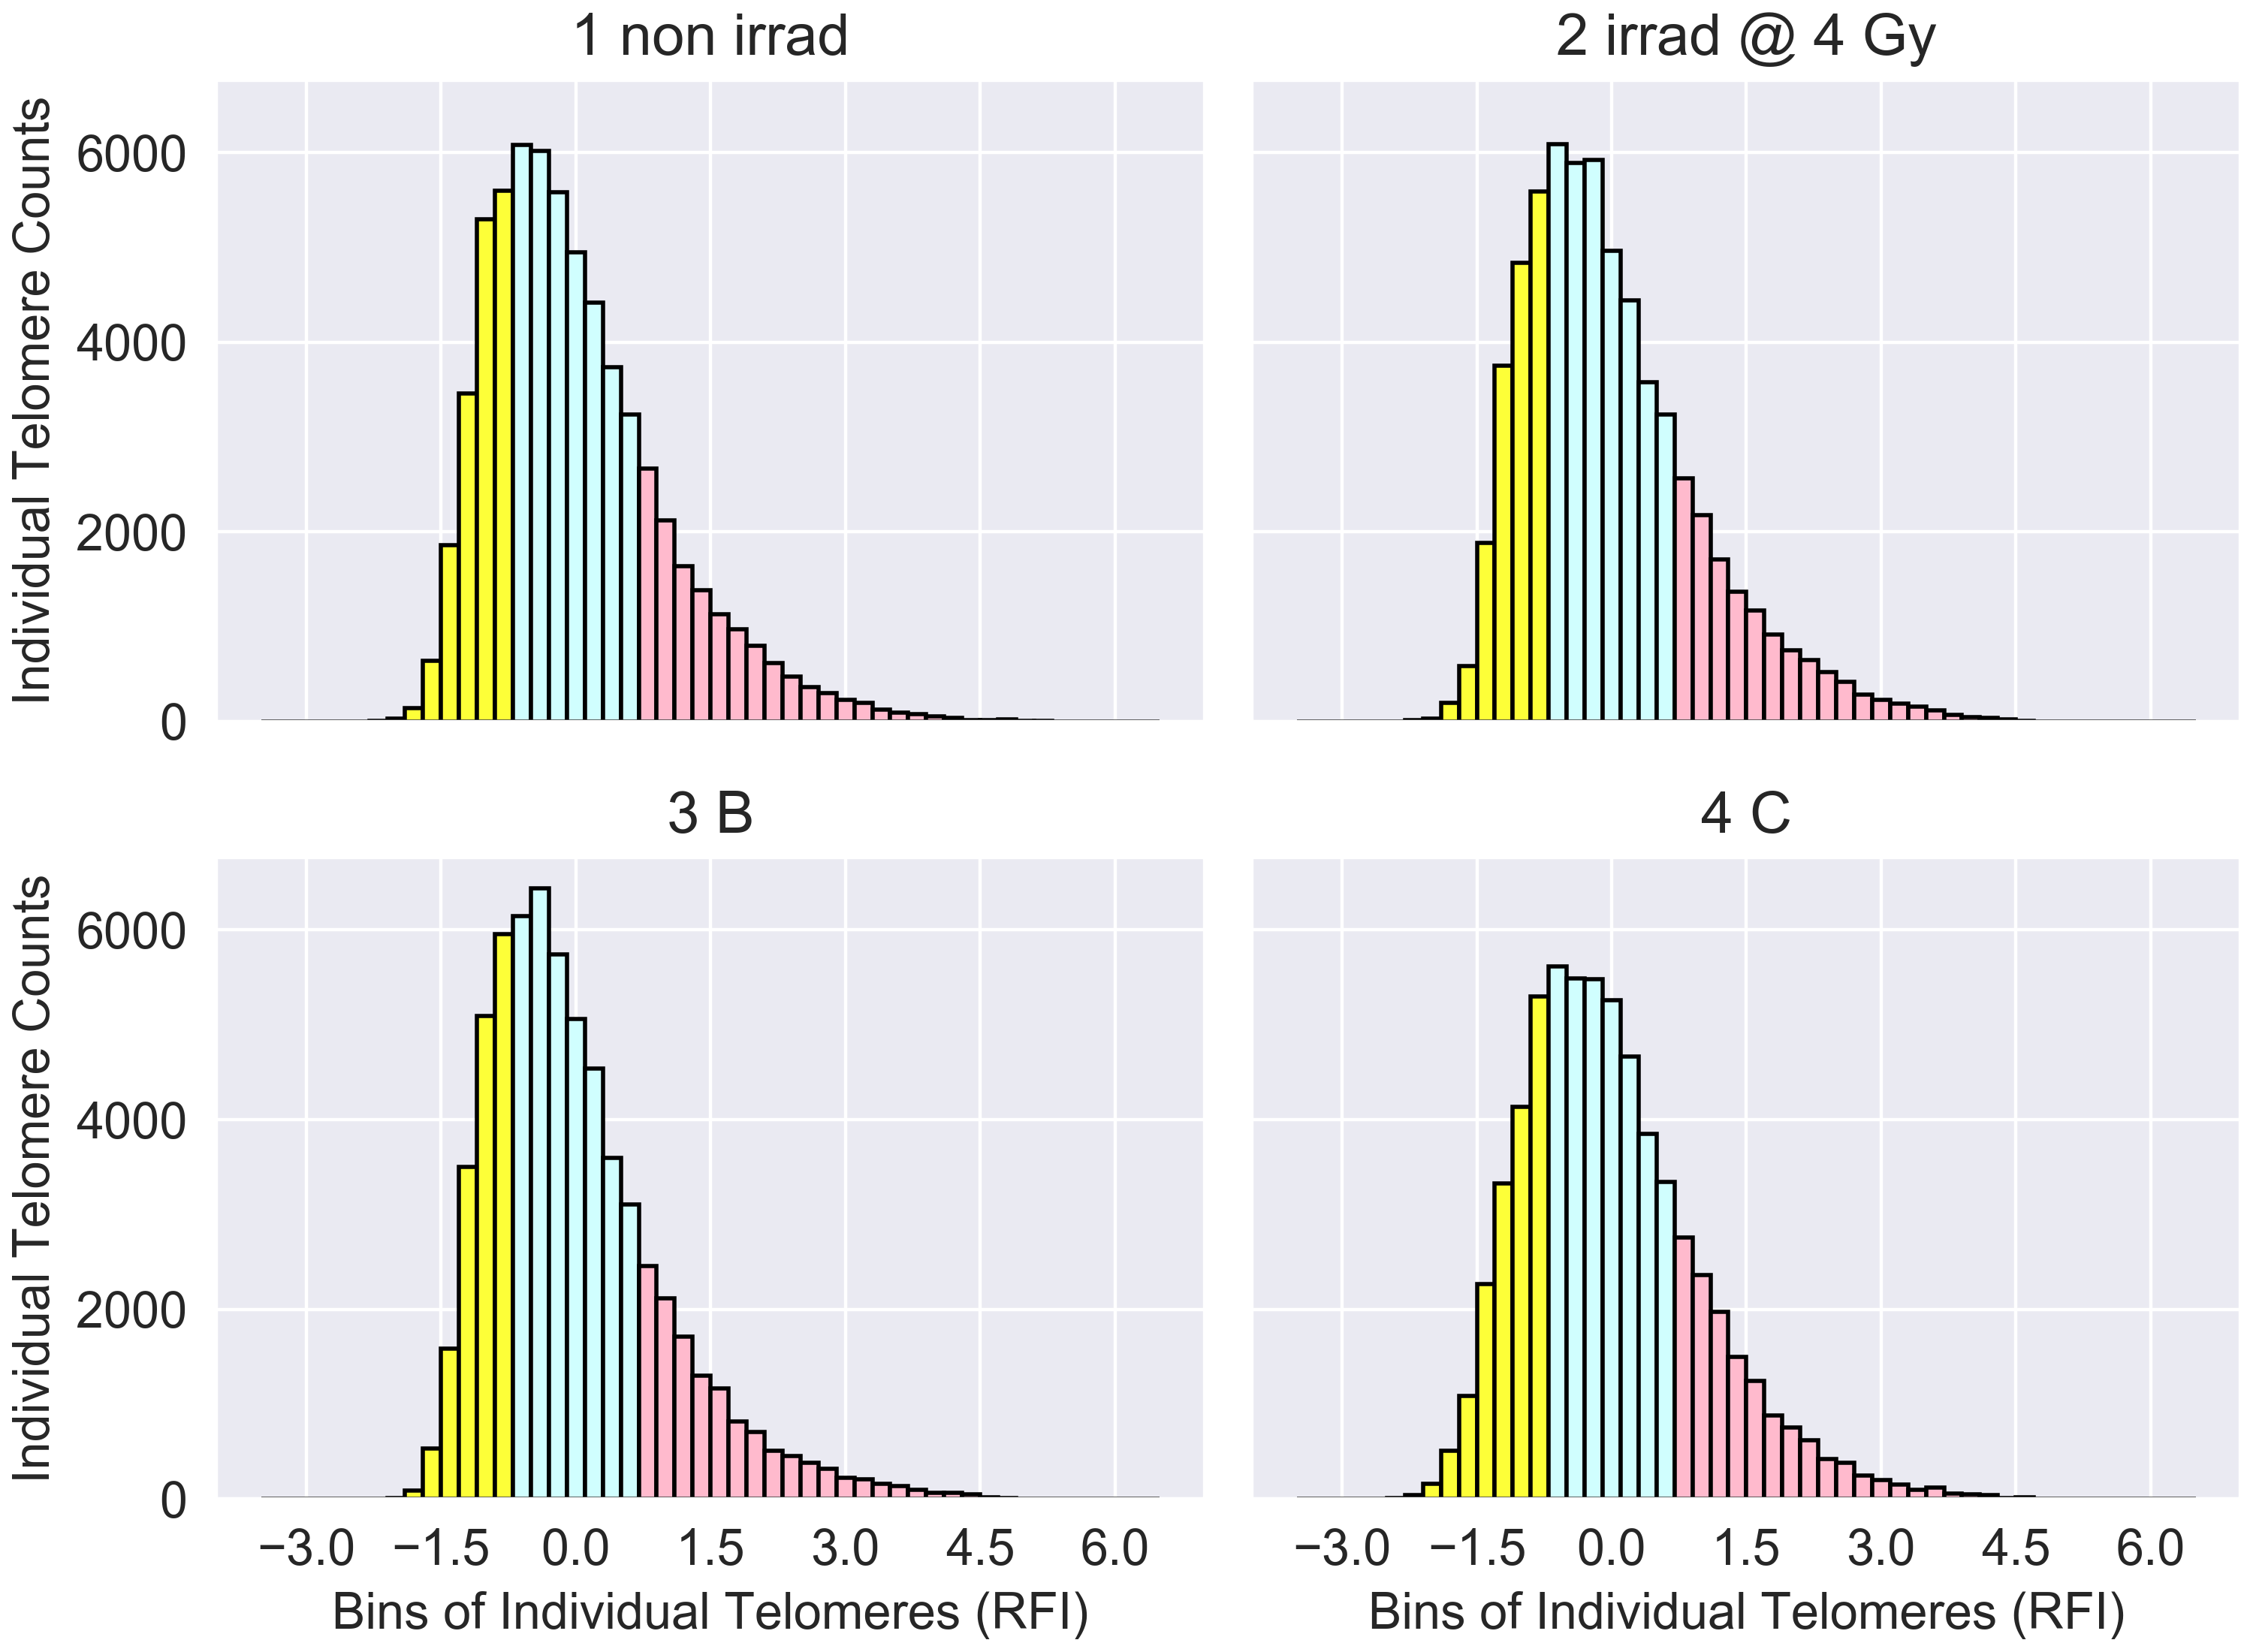 1 non irrad
2 irrad @ 4 Gy
Individual Telomere Counts
6000
4000
2000
0
3 B
4 C
Individual Telomere Counts
6000
4000
2000
0
−3.0 −1.5 0.0 1.5 3.0 4.5 6.0
−3.0 −1.5 0.0 1.5 3.0 4.5 6.0
Bins of Individual Telomeres (RFI)
Bins of Individual Telomeres (RFI)